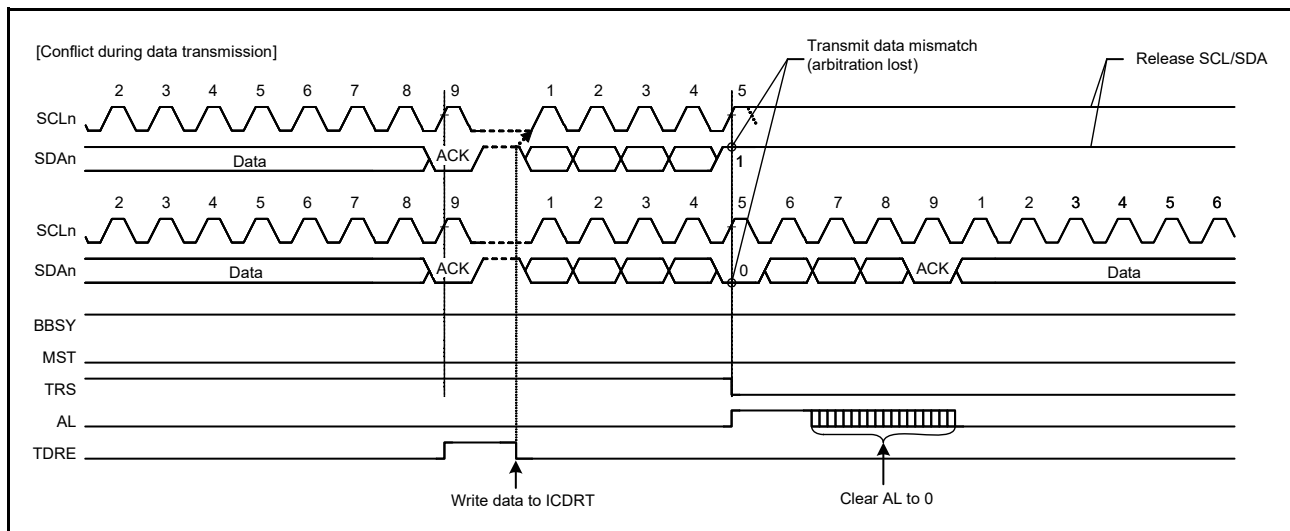 [Conflict during data transmission]
Transmit data mismatch
(arbitration lost)
Release SCL/SDA
2 3 4 5 6 7 8 9 1 2 3 4 5
SCLn
SDAn Data ACK 1
2 3 4 5 6 7 8 9 1 2 3 4 5 6 7 8 9 1 2 3 4 5 6
SCLn
SDAn Data ACK 0 ACK Data
BBSY
MST
TRS
AL
TDRE
Write data to ICDRT Clear AL to 0